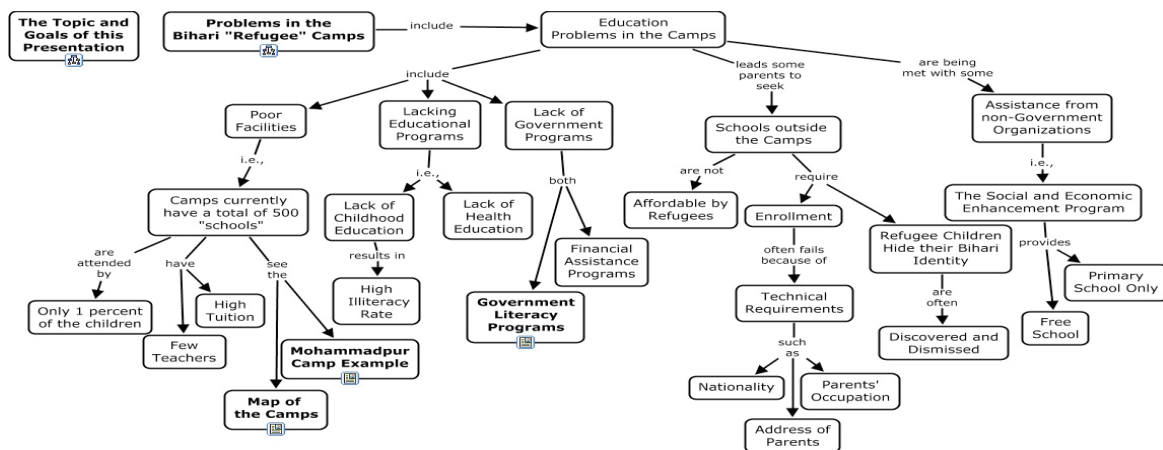 The Topic and
Goals of this
Presentation
Problems in the
Bihari "Refugee" Camps
include
Education
Problems in the Camps
include
leads some
parents to
seek
are being
met with some
Poor
Facilities
Lacking
Educational
Programs
Lack of
Government
Programs
Schools outside
the Camps
Assistance from
non-Government
Organizations
i.e.,
i.e.,
both
are not
require
i.e.,
Camps currently
have a total of 500
"schools"
Lack of
Childhood
Education
Lack of
Health
Education
Affordable by
Refugees
Enrollment
Refugee Children
Hide their Bihari
Identity
The Social and Economic
Enhancement Program
are
attended
by
have
see
the
results in
Financial
Assistance
Programs
often fails
because of
provides
Only 1 percent
of the children
High
Tuition
Few
Teachers
High
Illiteracy
Rate
Government
Literacy
Programs
Technical
Requirements
are
often
Primary
School Only
Free
School
Mohammadpur
Camp Example
Map of
the Camps
such
as
Discovered and
Dismissed
Nationality
Parents'
Occupation
Address of
Parents